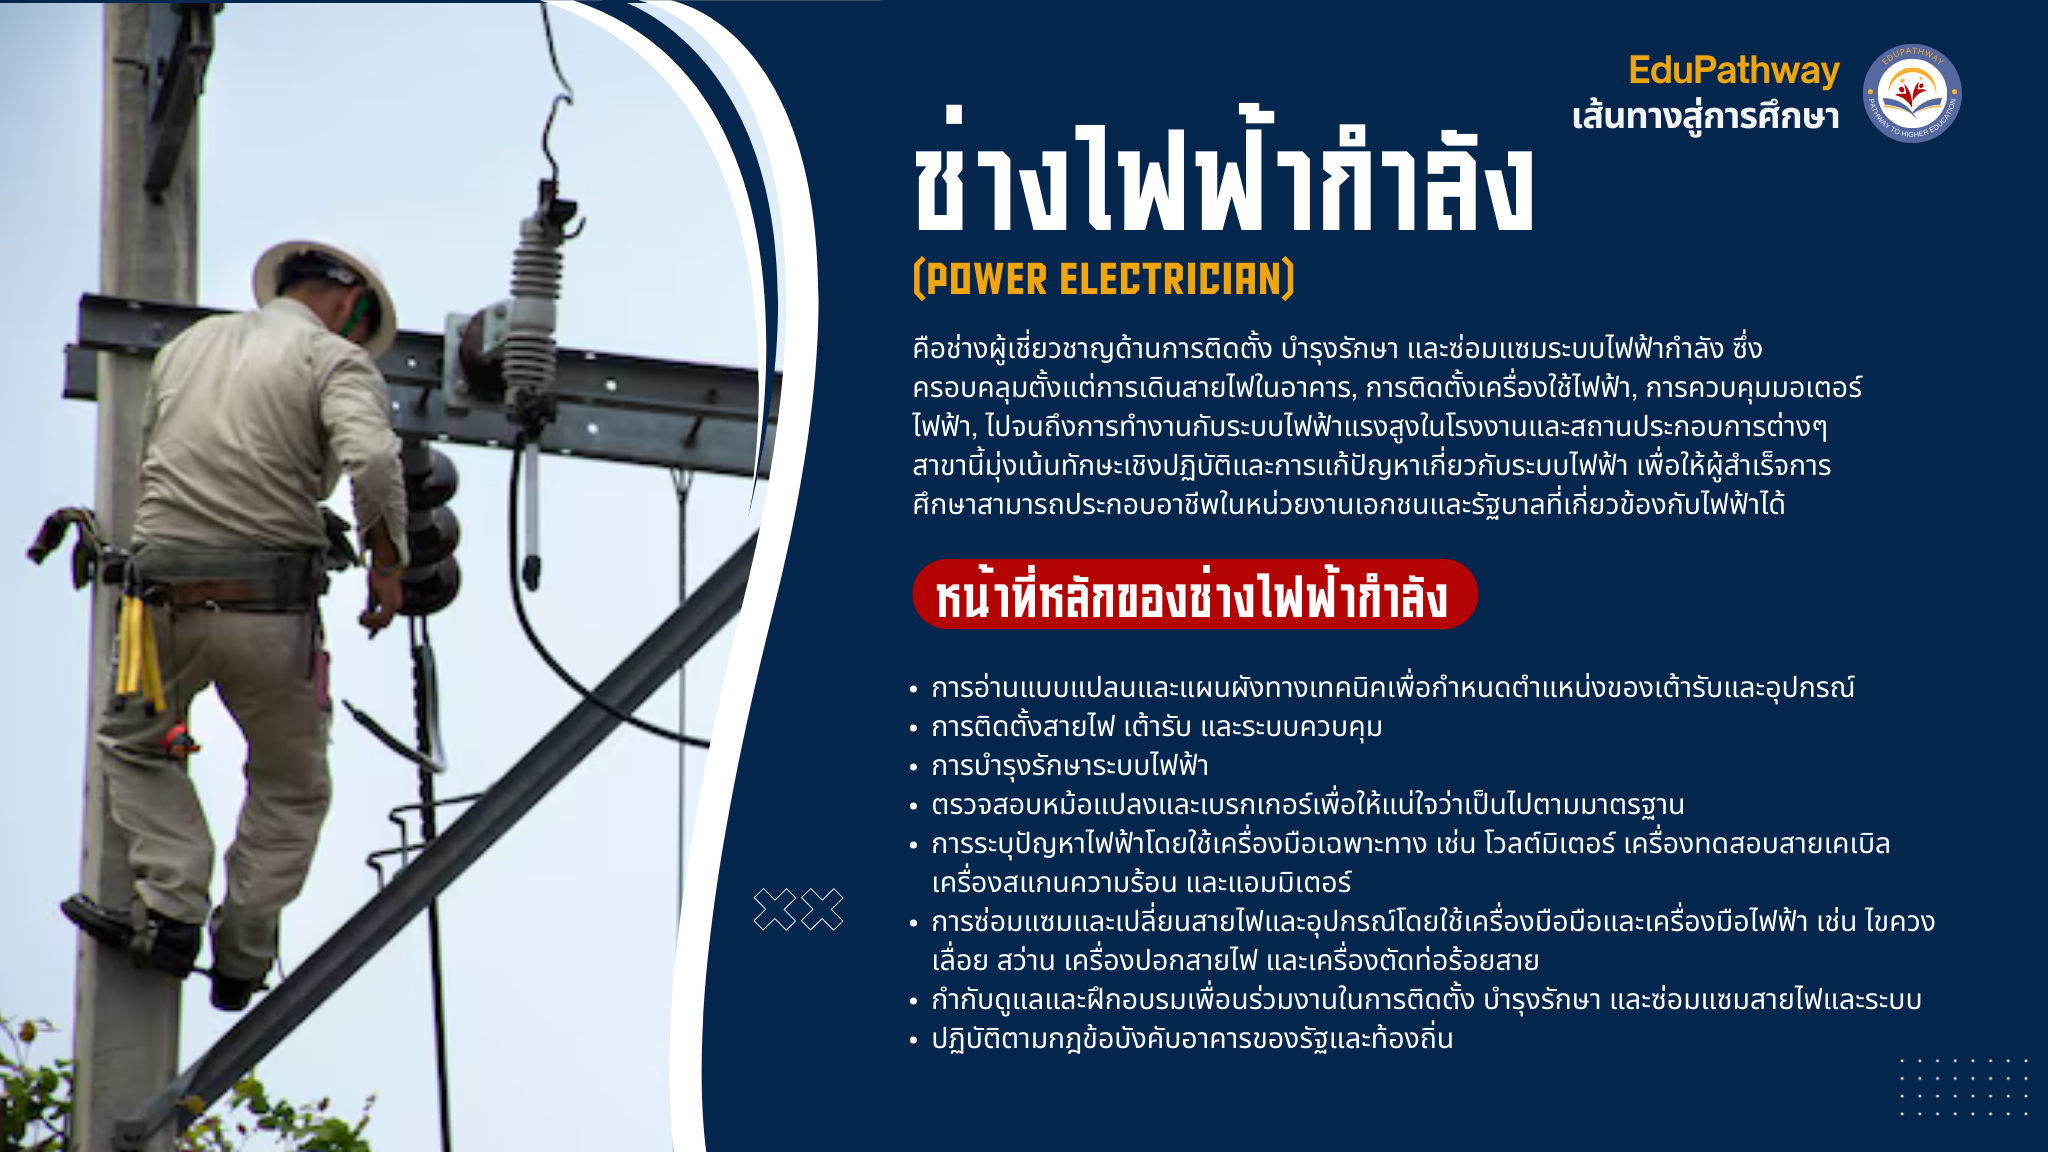 EduPathway
เส้นทางสู่การศึกษา
EDUPATHWAY
PATHWAY TO HIGHER EDUCATION
ช่างไฟฟ้ากำลัง
(POWER ELECTRICIAN)
คือช่างผู้เชี่ยวชาญด้านการติดตั้ง บำรุงรักษา และซ่อมแซมระบบไฟฟ้ากำลัง ซึ่ง
ครอบคลุมตั้งแต่การเดินสายไฟในอาคาร, การติดตั้งเครื่องใช้ไฟฟ้า, การควบคุมมอเตอร์
ไฟฟ้า, ไปจนถึงการทำงานกับระบบไฟฟ้าแรงสูงในโรงงานและสถานประกอบการต่างๆ
สาขานี้มุ่งเน้นทักษะเชิงปฏิบัติและการแก้ปัญหาเกี่ยวกับระบบไฟฟ้า เพื่อให้ผู้สำเร็จการ
ศึกษาสามารถประกอบอาชีพในหน่วยงานเอกชนและรัฐบาลที่เกี่ยวข้องกับไฟฟ้าได้
หน้าที่หลักของช่างไฟฟ้ากำลัง
• การอ่านแบบแปลนและแผนผังทางเทคนิคเพื่อกำหนดตำแหน่งของเต้ารับและอุปกรณ์
• การติดตั้งสายไฟ เต้ารับ และระบบควบคุม
• การบำรุงรักษาระบบไฟฟ้า
• ตรวจสอบหม้อแปลงและเบรกเกอร์เพื่อให้แน่ใจว่าเป็นไปตามมาตรฐาน
• การระบุปัญหาไฟฟ้าโดยใช้เครื่องมือเฉพาะทาง เช่น โวลต์มิเตอร์ เครื่องทดสอบสายเคเบิล
เครื่องสแกนความร้อน และแอมมิเตอร์
• การซ่อมแซมและเปลี่ยนสายไฟและอุปกรณ์โดยใช้เครื่องมือมือและเครื่องมือไฟฟ้า เช่น ไขควง
เลื่อย สว่าน เครื่องปอกสายไฟ และเครื่องตัดท่อร้อยสาย
• กำกับดูแลและฝึกอบรมเพื่อนร่วมงานในการติดตั้ง บำรุงรักษา และซ่อมแซมสายไฟและระบบ
• ปฏิบัติตามกฎข้อบังคับอาคารของรัฐและท้องถิ่น